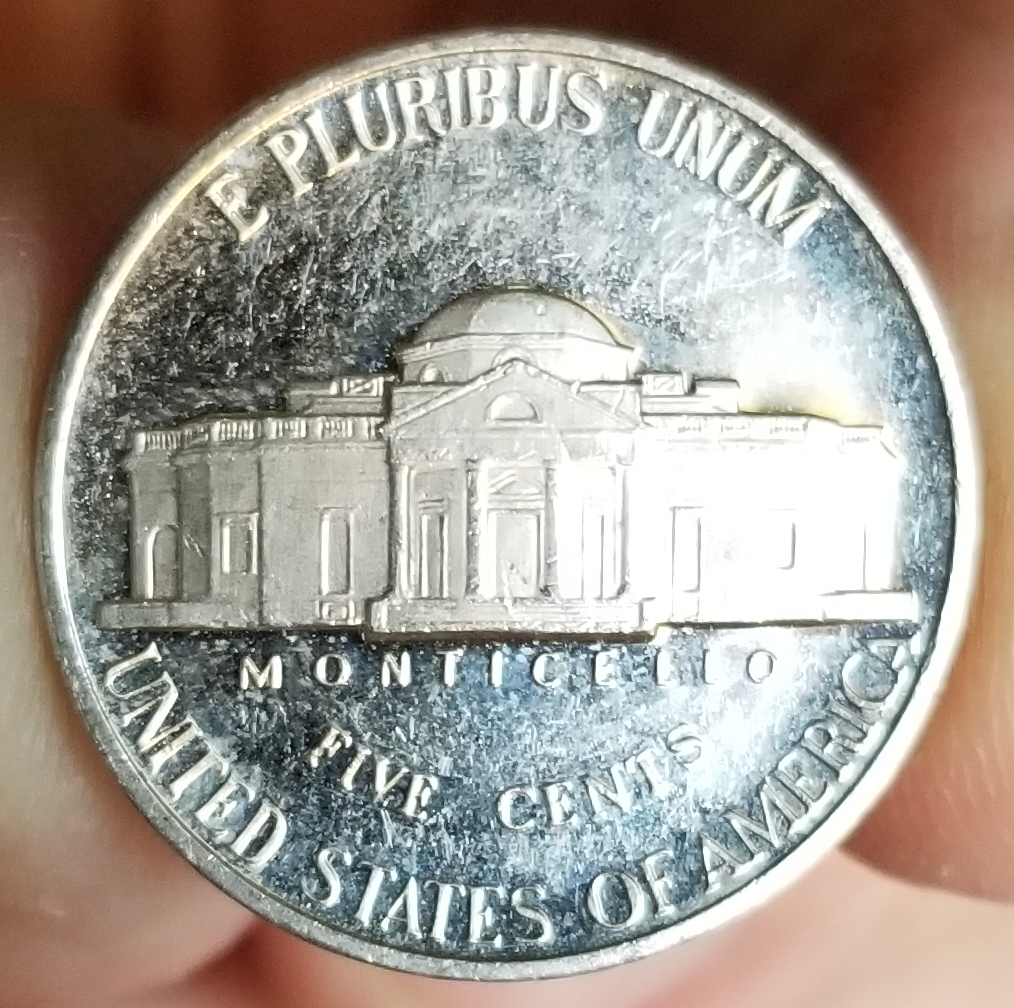 E PLURIBUS UNUM
MONTICELLO
FIVE CENTS
UNITED STATES OF AMERICA